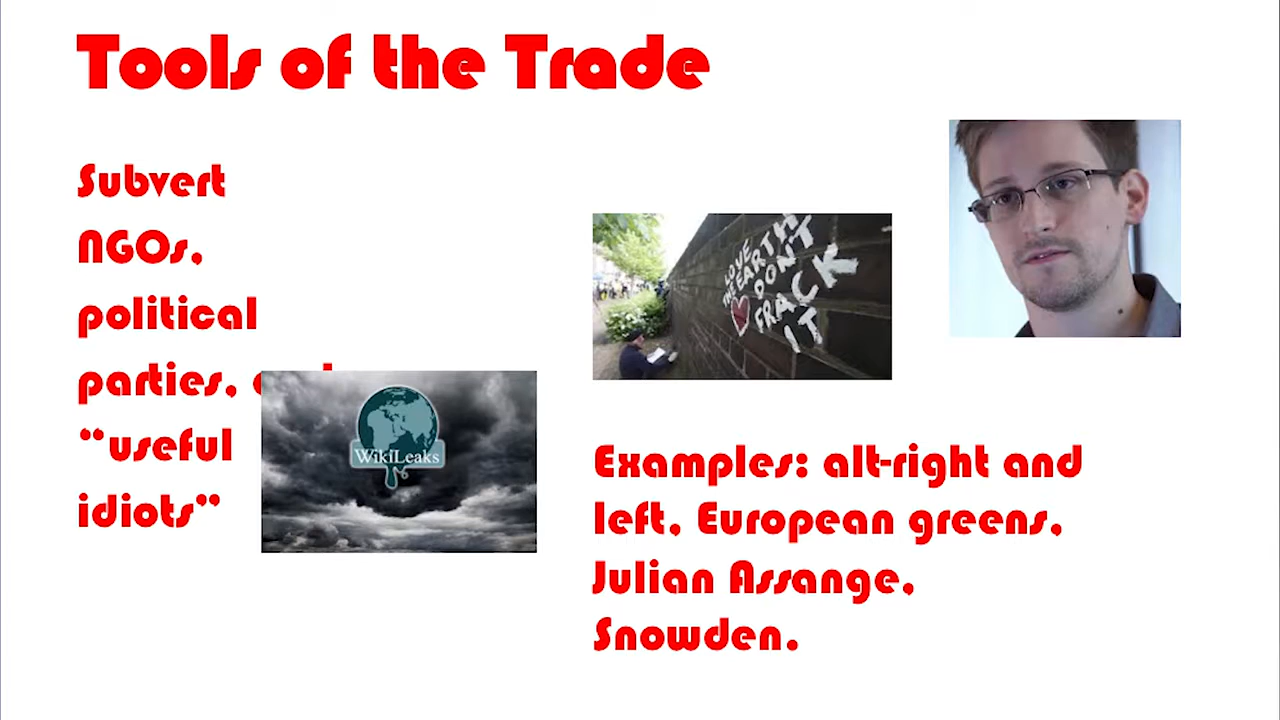 Tools of the Trade
Subvert
NGOs,
political
parties,
“useful
idiots”
WikiLeaks
LOVE
THE EARTH
DON'T
FRACK
IT
Examples: alt-right and
left, European greens,
Julian Assange,
Snowden.